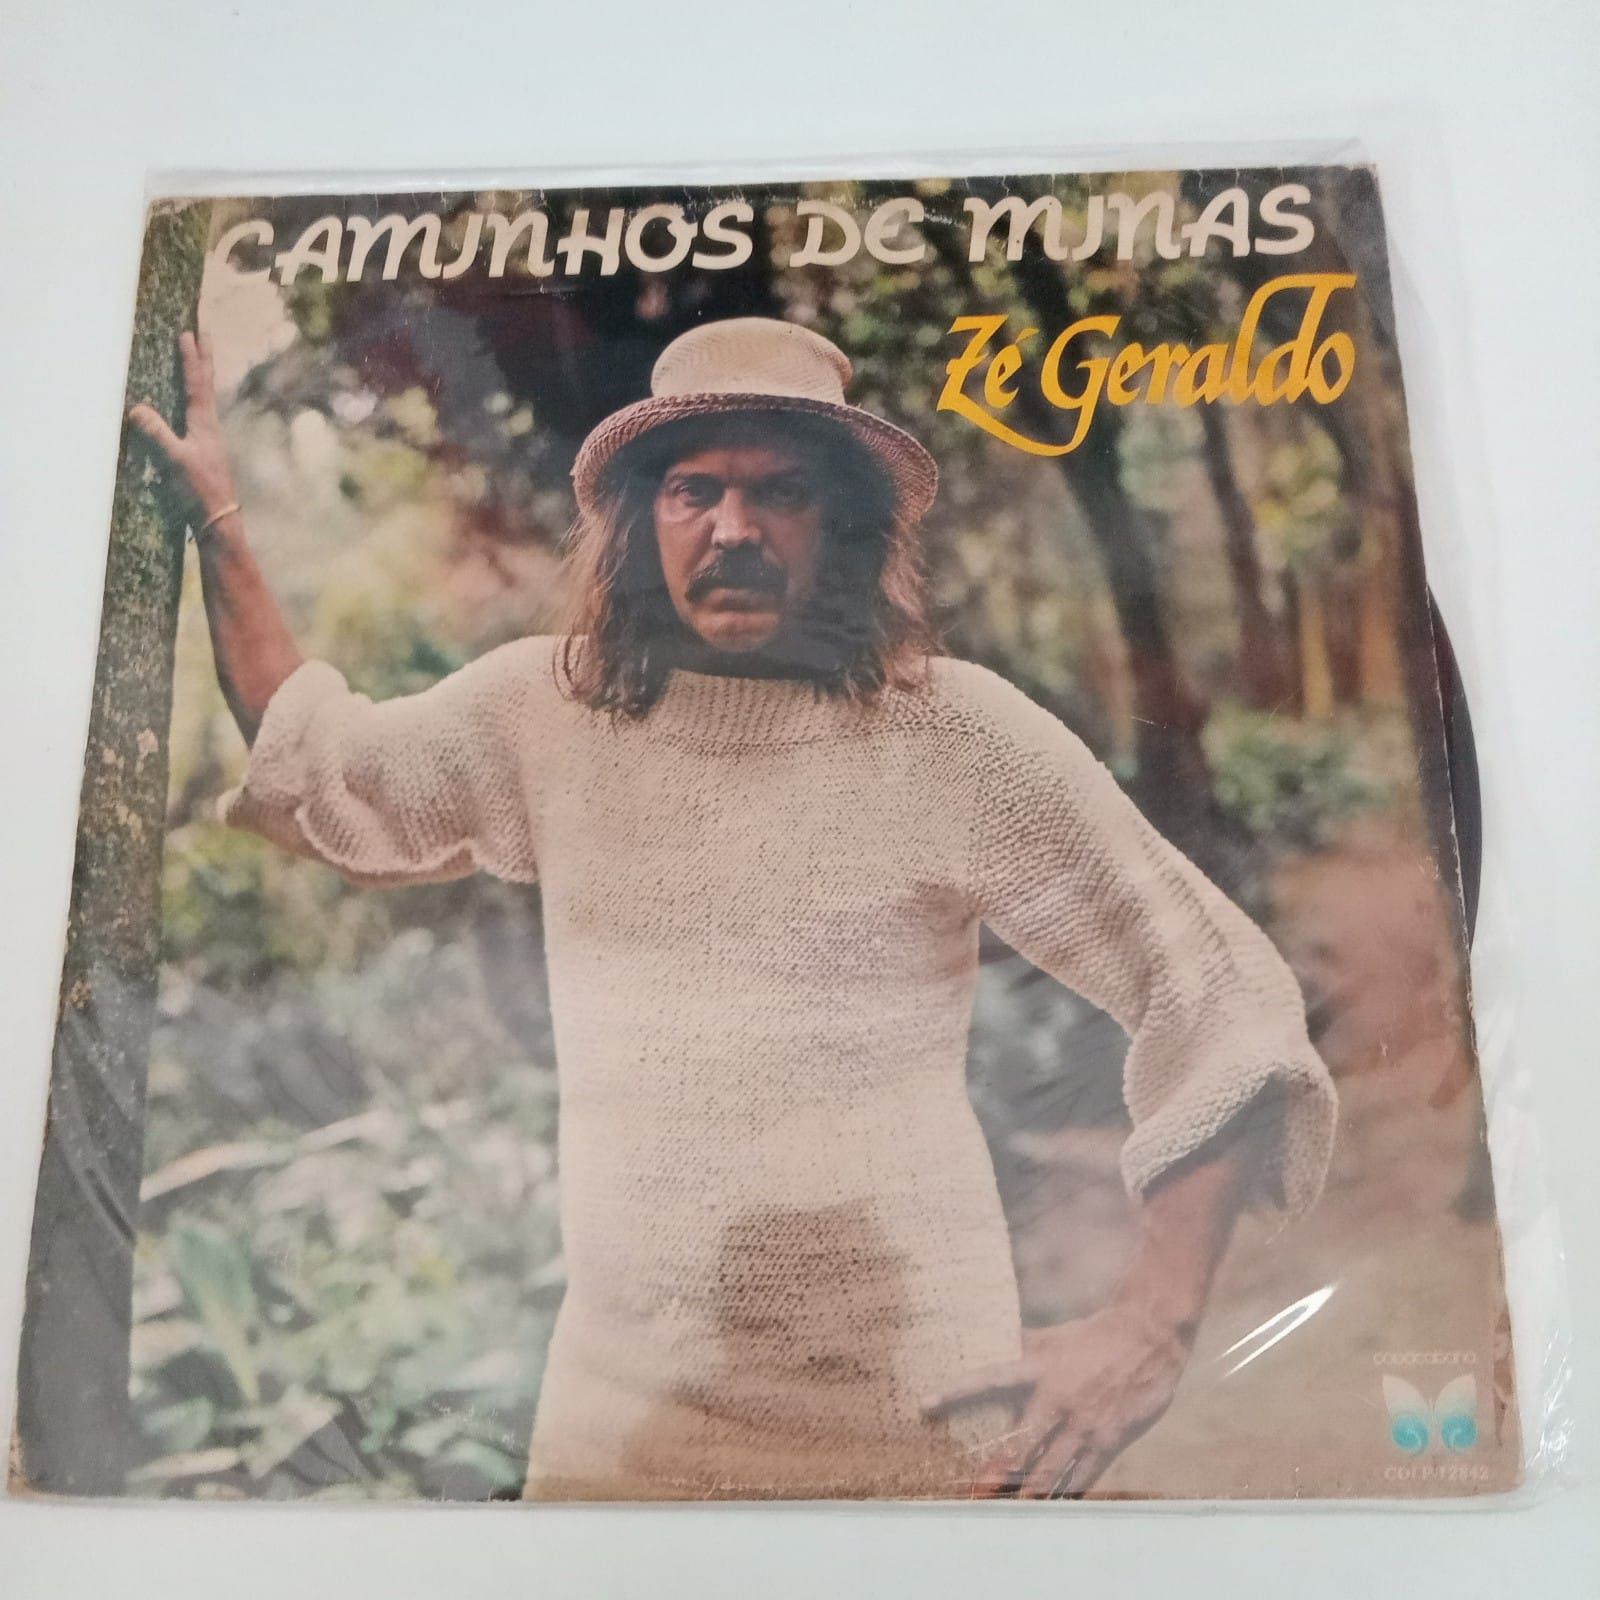 CAMINHOS DE MINAS
Zé Geraldo
copacabana
COLP 12842